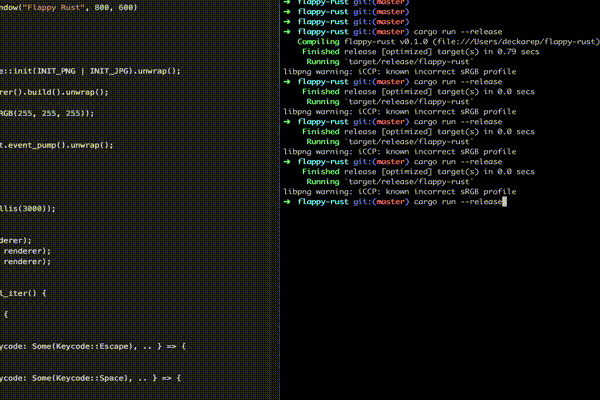 ndow("Flappy Rust", 800, 600)
e::init(INIT_PNG | INIT_JPG).unwrap();
rer().build().unwrap();
RGB(255, 255, 255));
t.event_pump().unwrap();
llis(3000));
derer);
renderer);
renderer);
l_iter() {
{
ycode: Some(Keycode::Escape), .. } => {
ycode: Some(Keycode::Space), .. } => {
➜ flappy-rust git:(master)
➜ flappy-rust git:(master)
➜ flappy-rust git:(master)
➜ flappy-rust git:(master) cargo run --release
Compiling flappy-rust v0.1.0 (file:///Users/deckarep/flappy-rust)
Finished release [optimized] target(s) in 0.79 secs
Running `target/release/flappy-rust`
libpng warning: iCCP: known incorrect sRGB profile
➜ flappy-rust git:(master) cargo run --release
Finished release [optimized] target(s) in 0.0 secs
Running `target/release/flappy-rust`
libpng warning: iCCP: known incorrect sRGB profile
➜ flappy-rust git:(master) cargo run --release
Finished release [optimized] target(s) in 0.0 secs
Running `target/release/flappy-rust`
libpng warning: iCCP: known incorrect sRGB profile
➜ flappy-rust git:(master) cargo run --release
Finished release [optimized] target(s) in 0.0 secs
Running `target/release/flappy-rust`
libpng warning: iCCP: known incorrect sRGB profile
➜ flappy-rust git:(master) cargo run --release